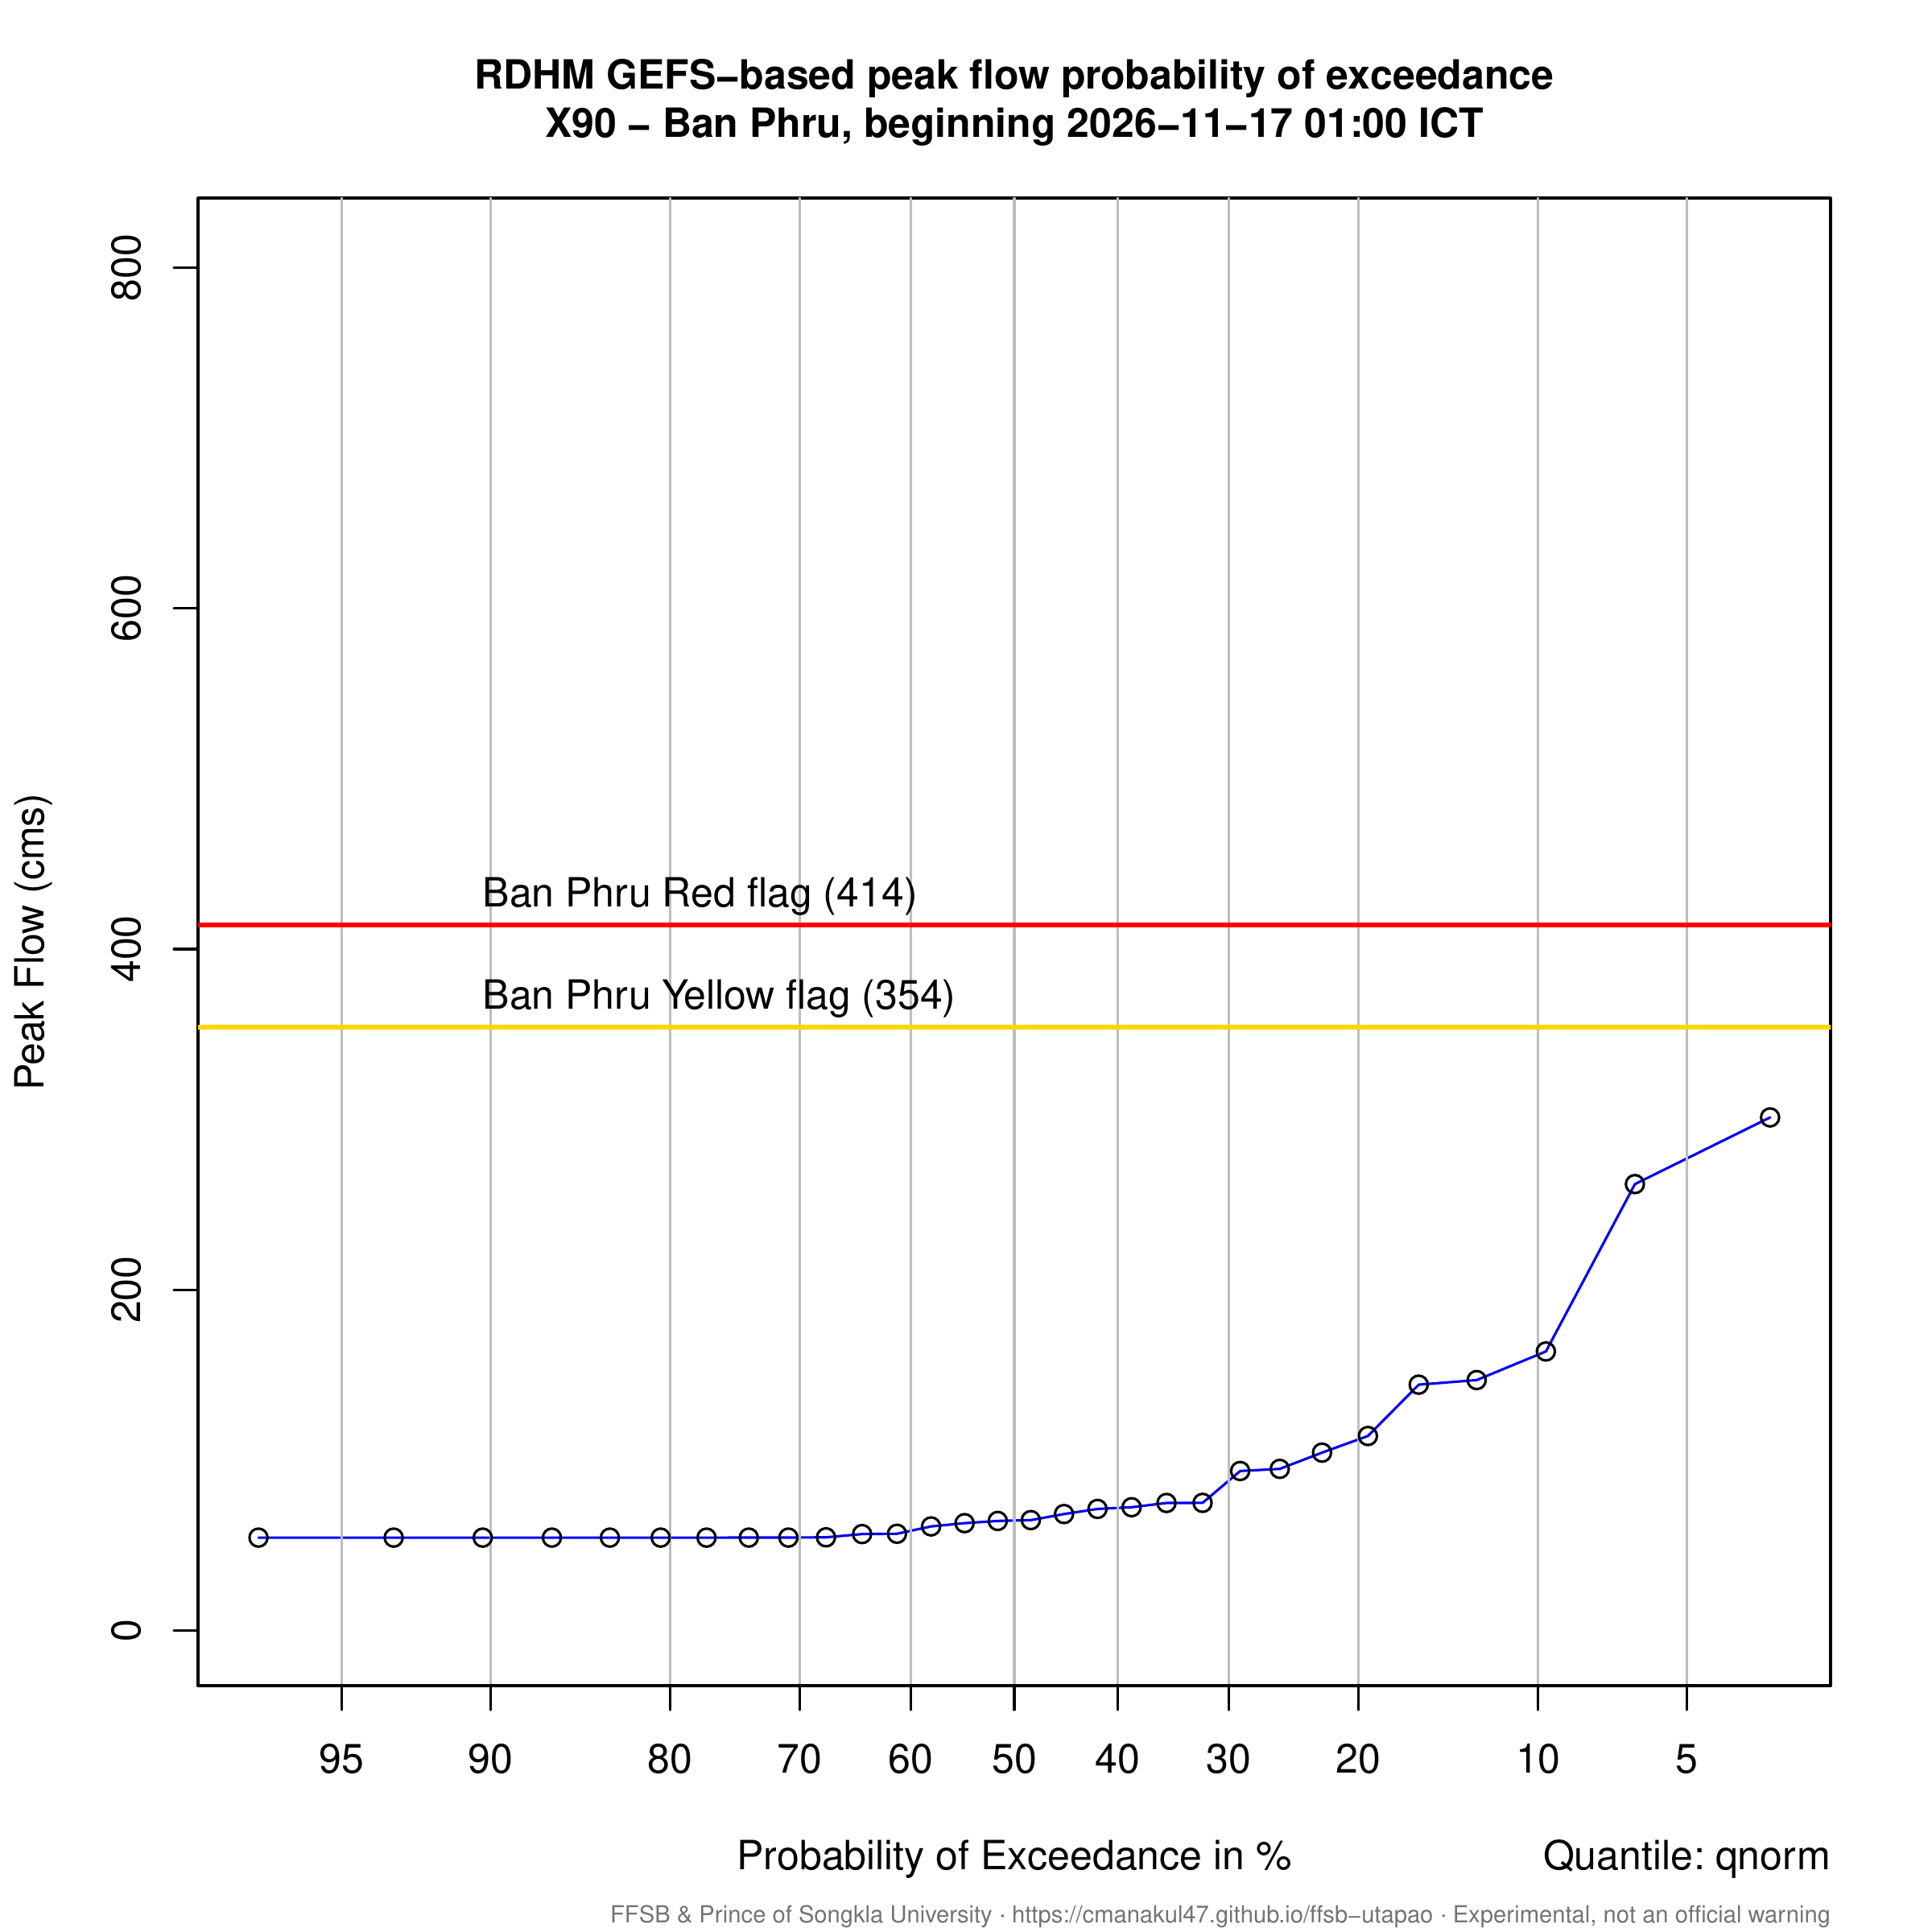 RDHM GEFS−based peak flow probability of exceedance
X90 − Ban Phru, beginning 2026−11−17 01:00 ICT
Peak Flow (cms)
800
600
400
200
0
Ban Phru Red flag (414)
Ban Phru Yellow flag (354)
95 90 80 70 60 50 40 30 20 10 5
Probability of Exceedance in % Quantile: qnorm
FFSB & Prince of Songkla University · https://cmanakul47.github.io/ffsb−utapao · Experimental, not an official warning